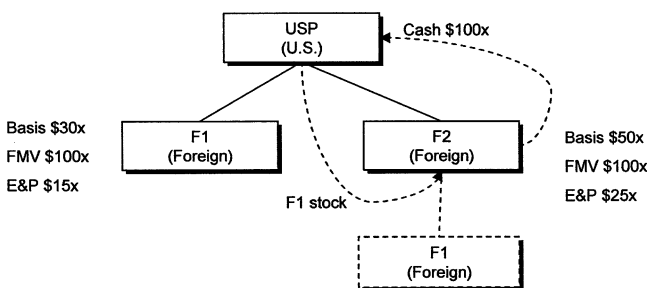 USP
(U.S.)
Cash $100x
Basis $30x
FMV $100x
E&P $15x
F1
(Foreign)
F2
(Foreign)
Basis $50x
FMV $100x
E&P $25x
F1 stock
F1
(Foreign)